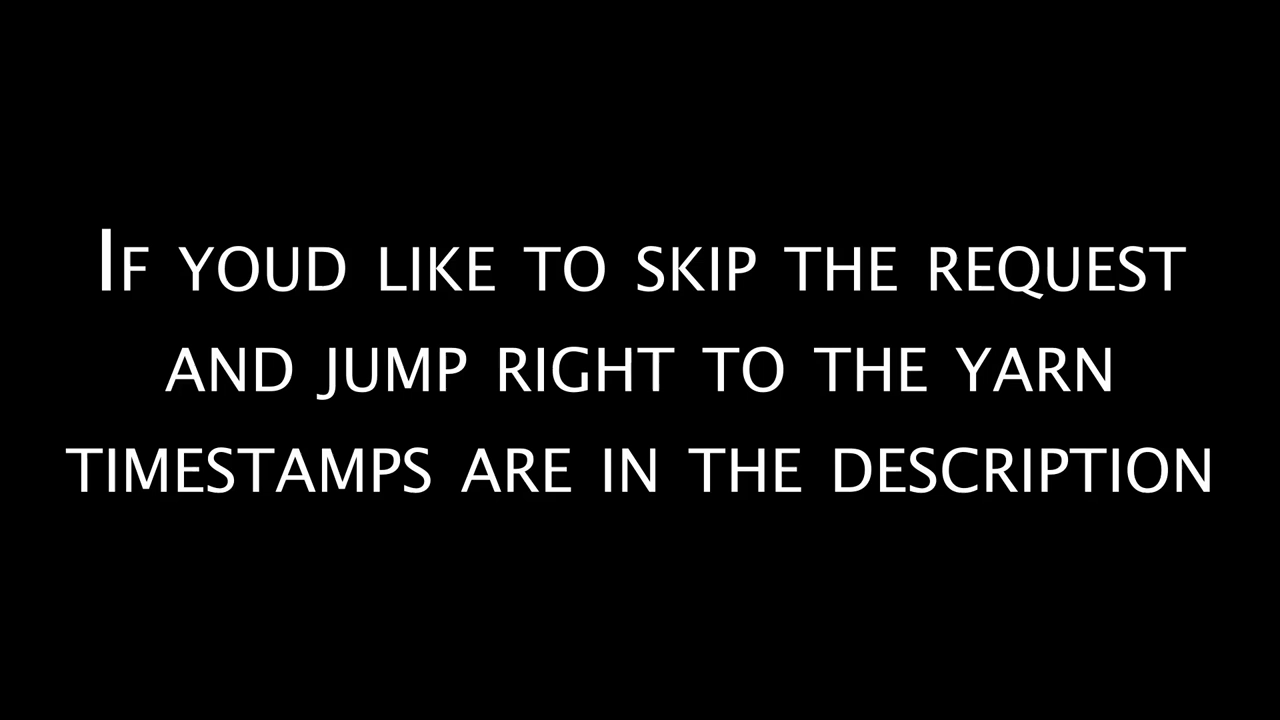 If youd like to skip the request
and jump right to the yarn
timestamps are in the description